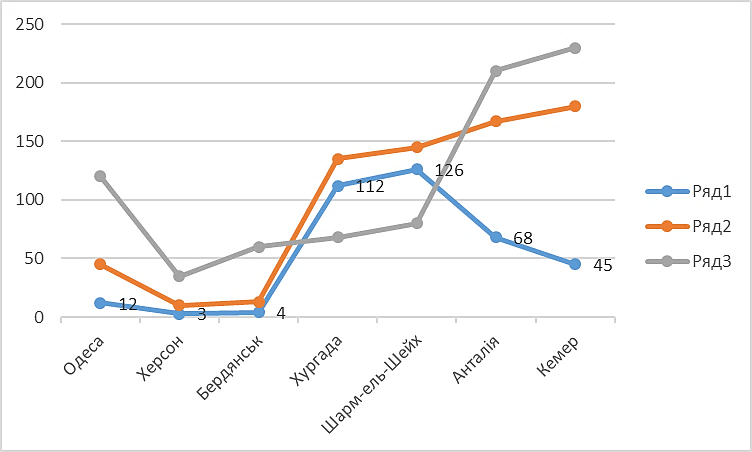 250
200
150
100
50
0
12
3
4
112
126
68
45
Одеса
Херсон
Бердянськ
Хургада
Шарм-ель-Шейх
Анталія
Кемер
Ряд1
Ряд2
Ряд3